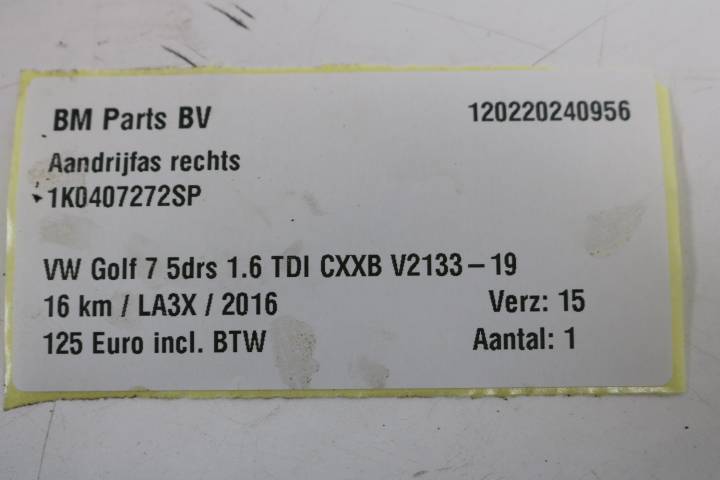 BM Parts BV 120220240956
Aandrijfas rechts
1K0407272SP
VW Golf 7 5drs 1.6 TDI CXXB V2133-19
16 km / LA3X / 2016 Verz: 15
125 Euro incl. BTW Aantal: 1